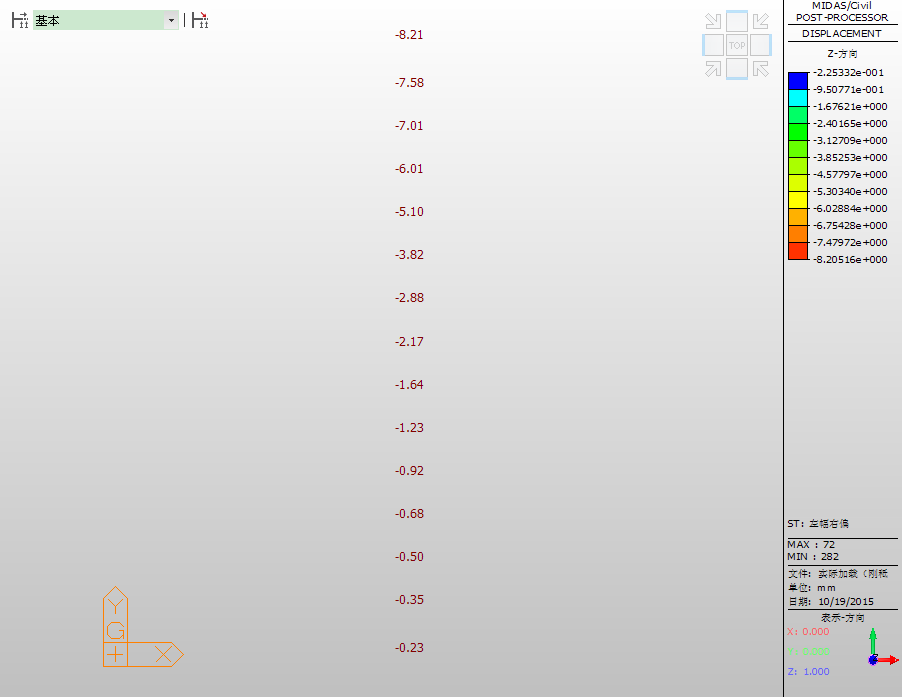 基本
-8.21
-7.58
-7.01
-6.01
-5.10
-3.82
-2.88
-2.17
-1.64
-1.23
-0.92
-0.68
-0.50
-0.35
-0.23
TOP
Y
G
X
MIDAS/Civil
POST-PROCESSOR
DISPLACEMENT
Z-方向
-2.25332e-001
-9.50771e-001
-1.67621e+000
-2.40165e+000
-3.12709e+000
-3.85253e+000
-4.57797e+000
-5.30340e+000
-6.02884e+000
-6.75428e+000
-7.47972e+000
-8.20516e+000
ST: 左幅右偏
MAX : 72
MIN : 282
文件: 实际加载（刚秏
单位: mm
日期: 10/19/2015
表示-方向
X: 0.000
Y: 0.000
Z: 1.000
Z